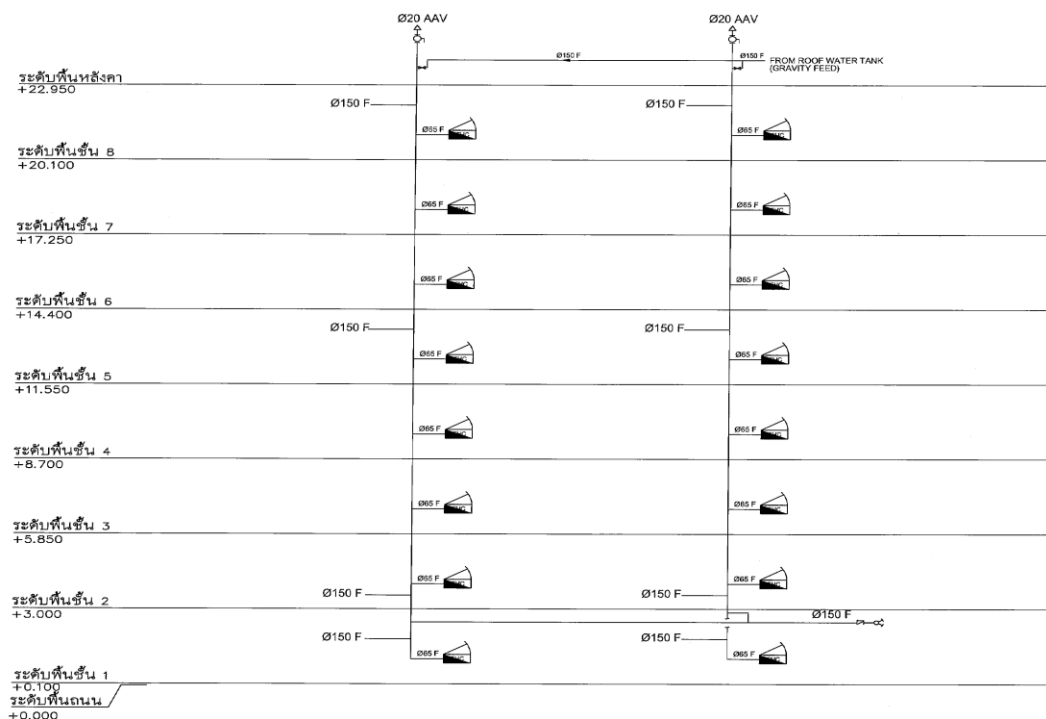 Ø20 AAV
Ø20 AAV
Ø150 F
Ø150 F
FROM ROOF WATER TANK
(GRAVITY FEED)
ระดับพื้นหลังคา
+22.950
Ø150 F
Ø150 F
Ø65 F
Ø65 F
ระดับพื้นชั้น 8
+20.100
Ø65 F
Ø65 F
ระดับพื้นชั้น 7
+17.250
Ø65 F
Ø65 F
ระดับพื้นชั้น 6
+14.400
Ø150 F
Ø150 F
Ø65 F
Ø65 F
ระดับพื้นชั้น 5
+11.550
Ø65 F
Ø65 F
ระดับพื้นชั้น 4
+8.700
Ø65 F
Ø65 F
ระดับพื้นชั้น 3
+5.850
Ø65 F
Ø65 F
Ø150 F
Ø150 F
ระดับพื้นชั้น 2
+3.000
Ø150 F
Ø150 F
Ø150 F
Ø65 F
Ø65 F
ระดับพื้นชั้น 1
+0.100
ระดับพื้นถนน
+0.000